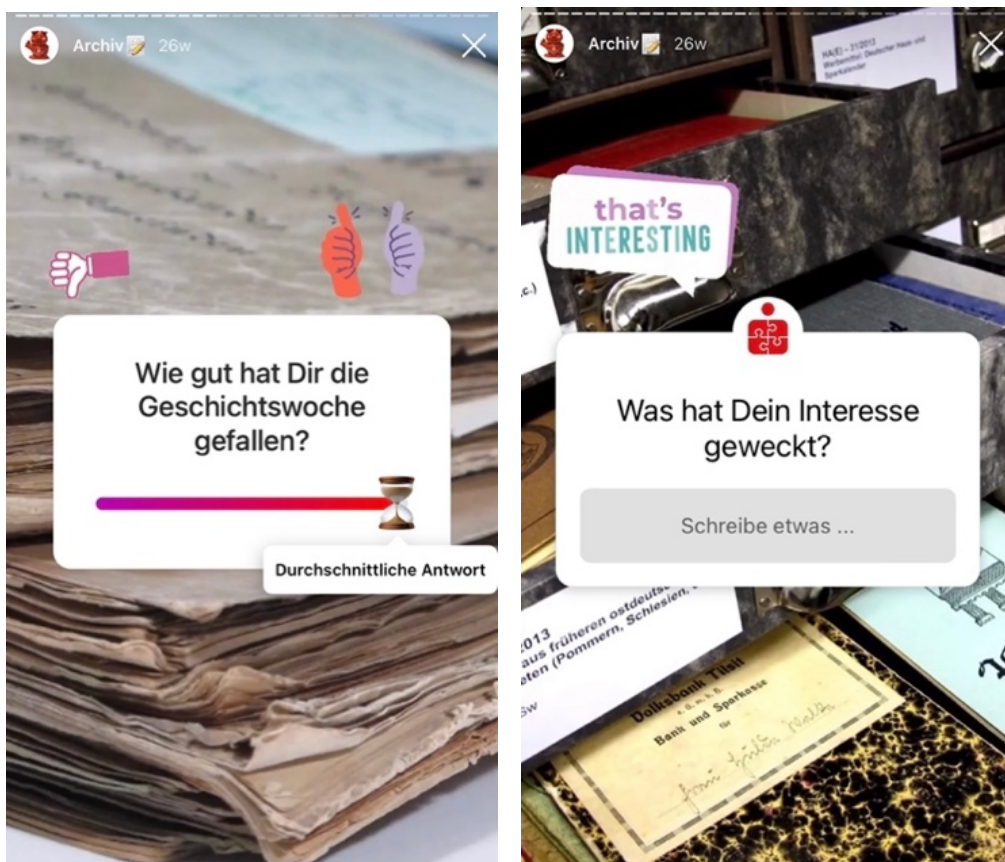 Archiv📝 26w
Wie gut hat Dir die
Geschichtswoche
gefallen?
Durchschnittliche Antwort
Archiv📝 26w
HA(E) – 31/2013
Werbemittel: Deutscher Haus- und
Sparkalender
that's
INTERESTING
.c.)
Was hat Dein Interesse
geweckt?
Schreibe etwas ...
2013
aus früheren ostdeuts
eten (Pommern, Schlesien,
sw
Volksbank Tilsit
e. G. m. b. H.
Bank und Sparkasse
für